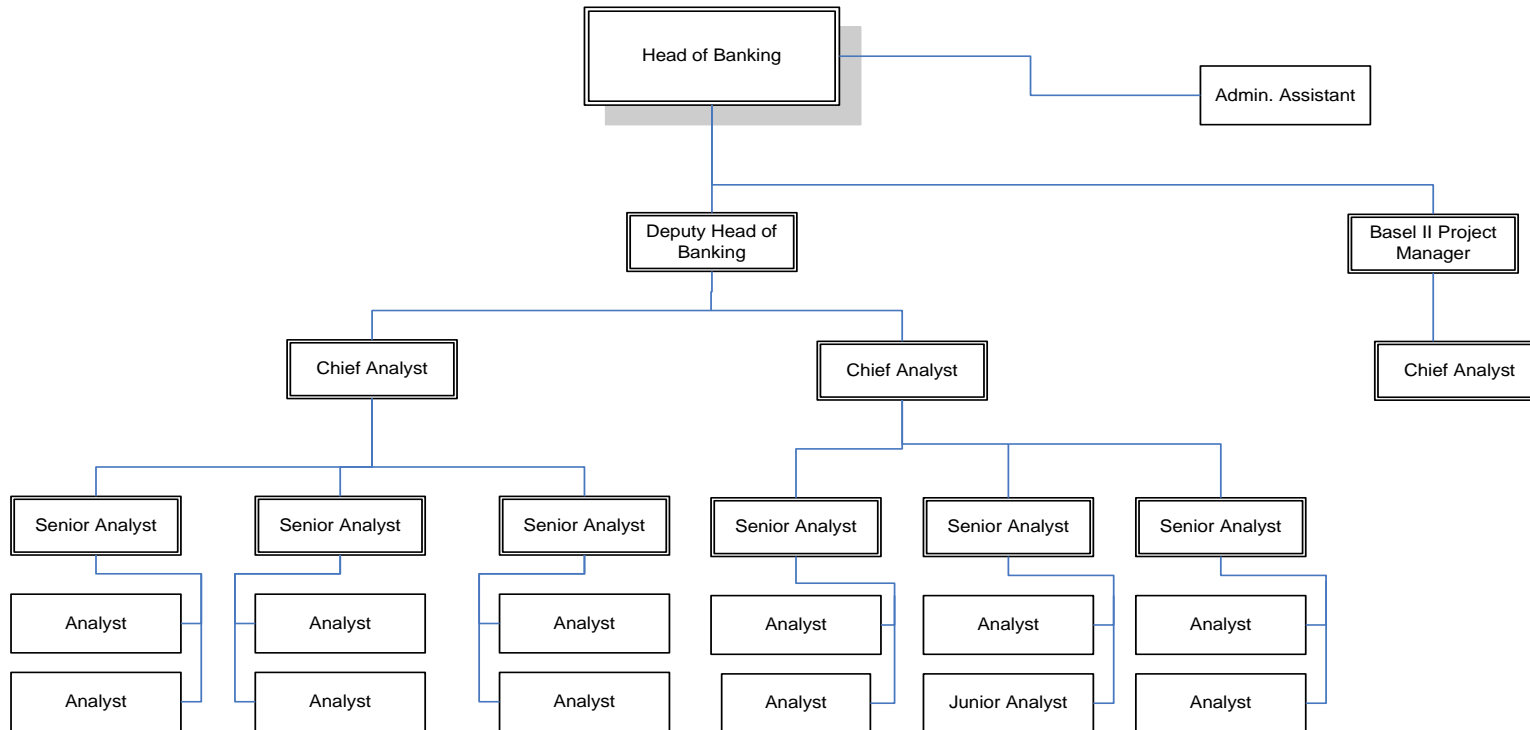 Head of Banking
Admin. Assistant
Deputy Head of
Banking
Basel II Project
Manager
Chief Analyst
Chief Analyst
Chief Analyst
Senior Analyst
Senior Analyst
Senior Analyst
Senior Analyst
Senior Analyst
Senior Analyst
Analyst
Analyst
Analyst
Analyst
Analyst
Analyst
Analyst
Analyst
Analyst
Analyst
Junior Analyst
Analyst